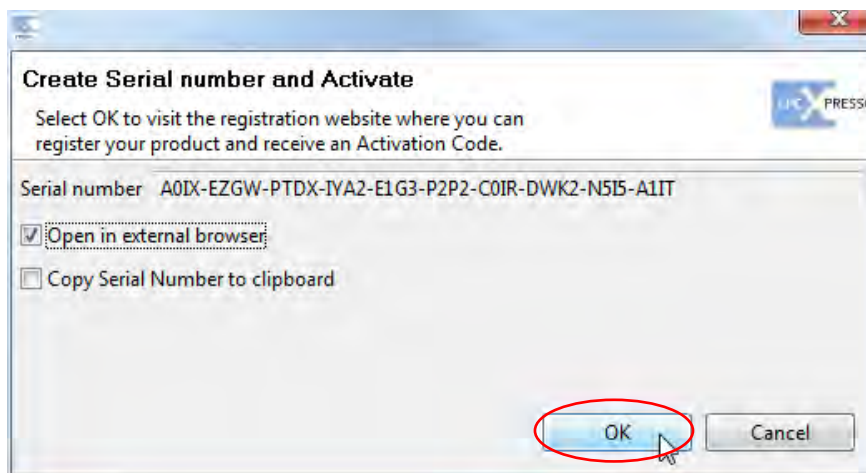 Create Serial number and Activate
Select OK to visit the registration website where you can
register your product and receive an Activation Code.
LPCXPRESSO
Serial number A0IX-EZGW-PTDX-IYA2-E1G3-P2P2-C0IR-DWK2-N5I5-A1IT
Open in external browser
Copy Serial Number to clipboard
OK Cancel